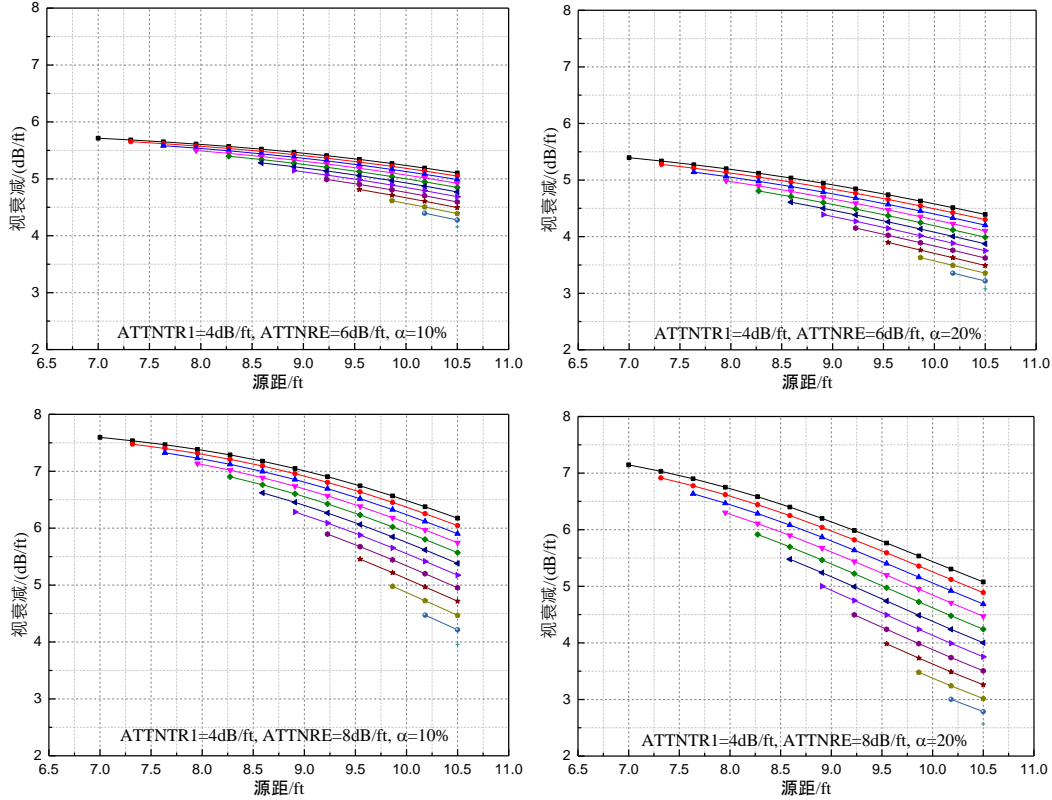 8
7
6
5
4
3
2
视衰减/(dB/ft)
ATTNTR1=4dB/ft, ATTNRE=6dB/ft, α=10%
6.5 7.0 7.5 8.0 8.5 9.0 9.5 10.0 10.5 11.0
源距/ft
8
7
6
5
4
3
2
视衰减/(dB/ft)
ATTNTR1=4dB/ft, ATTNRE=6dB/ft, α=20%
6.5 7.0 7.5 8.0 8.5 9.0 9.5 10.0 10.5 11.0
源距/ft
8
7
6
5
4
3
2
视衰减/(dB/ft)
ATTNTR1=4dB/ft, ATTNRE=8dB/ft, α=10%
6.5 7.0 7.5 8.0 8.5 9.0 9.5 10.0 10.5 11.0
源距/ft
8
7
6
5
4
3
2
视衰减/(dB/ft)
ATTNTR1=4dB/ft, ATTNRE=8dB/ft, α=20%
6.5 7.0 7.5 8.0 8.5 9.0 9.5 10.0 10.5 11.0
源距/ft